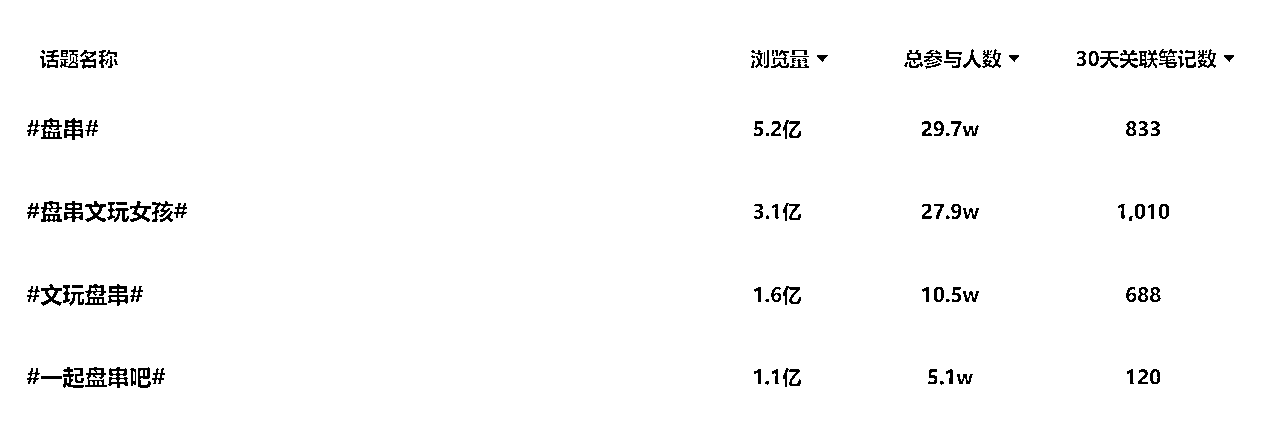 话题名称 浏览量 总参与人数 30天关联笔记数
#盘串# 5.2亿 29.7w 833
#盘串文玩女孩# 3.1亿 27.9w 1,010
#文玩盘串# 1.6亿 10.5w 688
#一起盘串吧# 1.1亿 5.1w 120